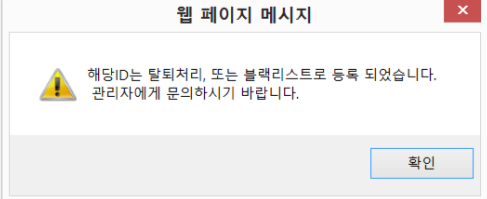 웹 페이지 메시지
해당ID는 탈퇴처리, 또는 블랙리스트로 등록 되었습니다.
관리자에게 문의하시기 바랍니다.
확인